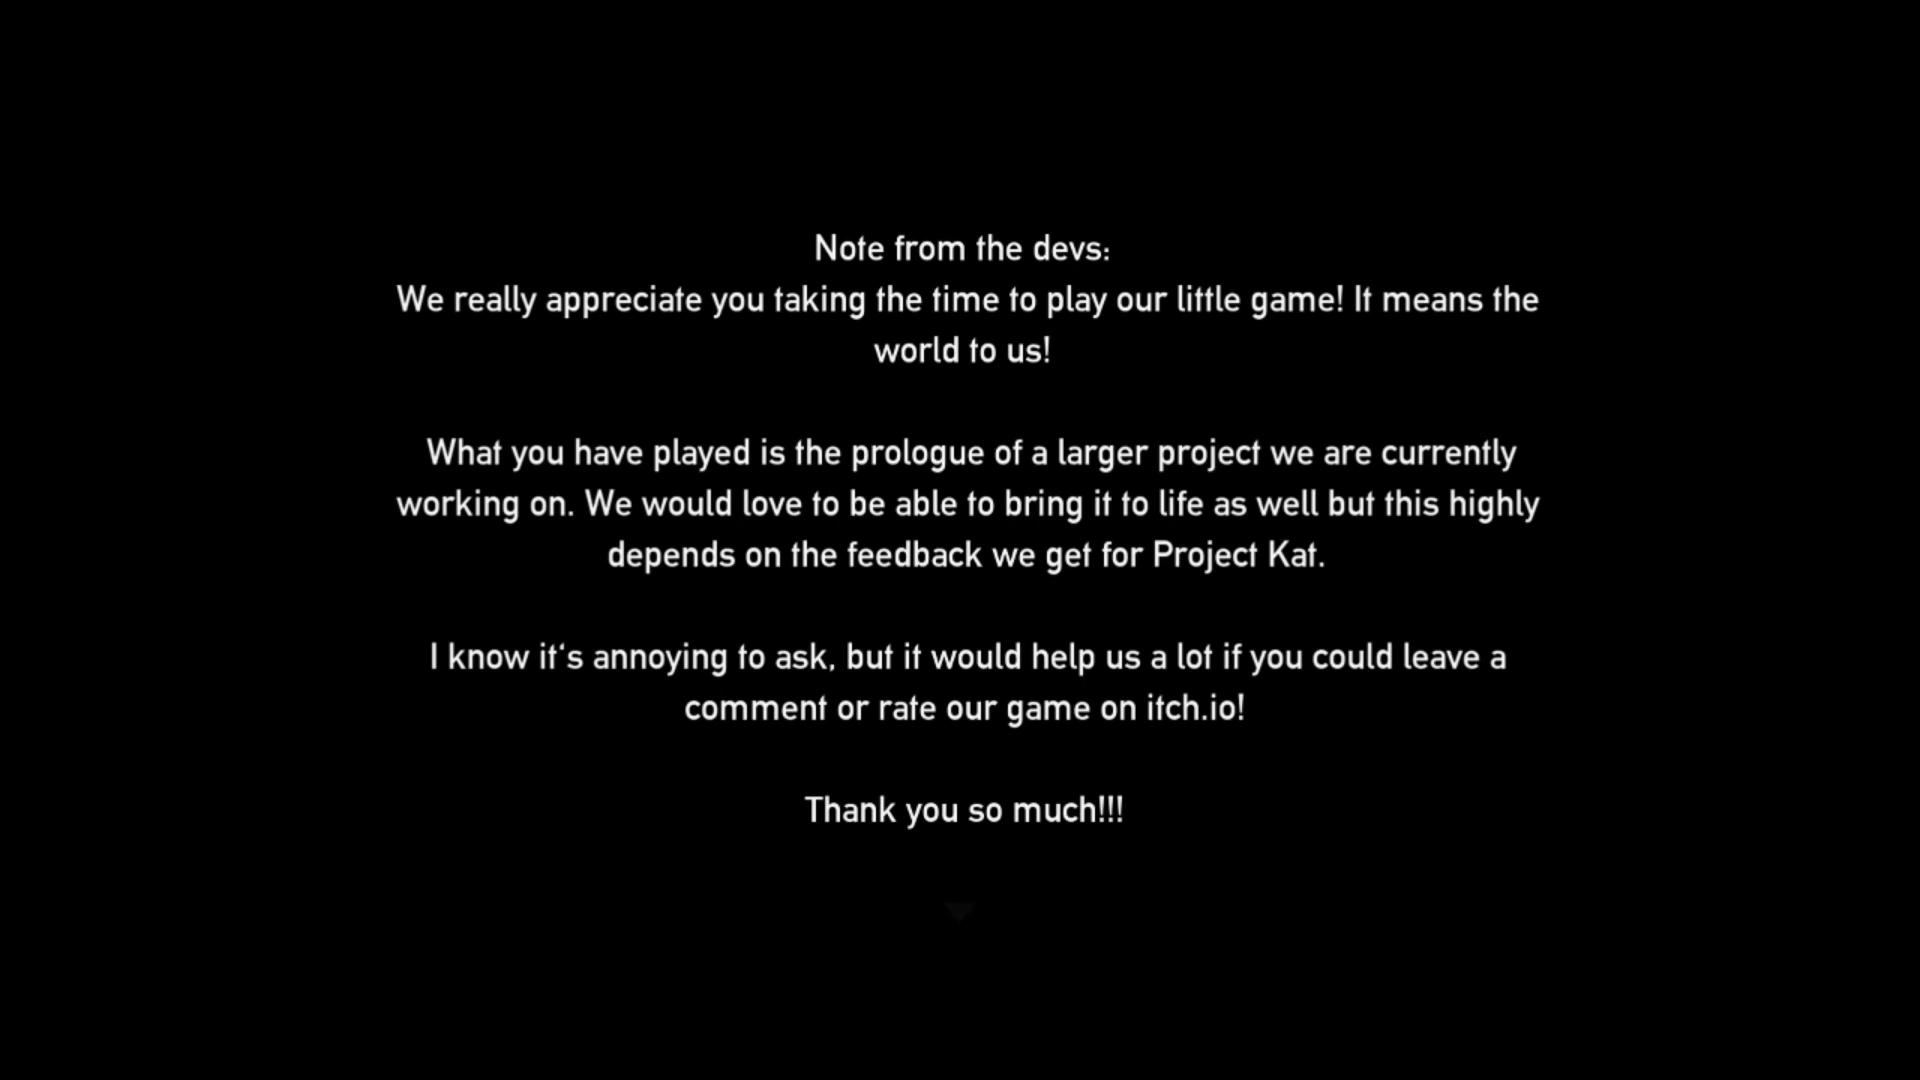 Note from the devs:
We really appreciate you taking the time to play our little game! It means the
world to us!
What you have played is the prologue of a larger project we are currently
working on. We would love to be able to bring it to life as well but this highly
depends on the feedback we get for Project Kat.
I know it‘s annoying to ask, but it would help us a lot if you could leave a
comment or rate our game on itch.io!
Thank you so much!!!